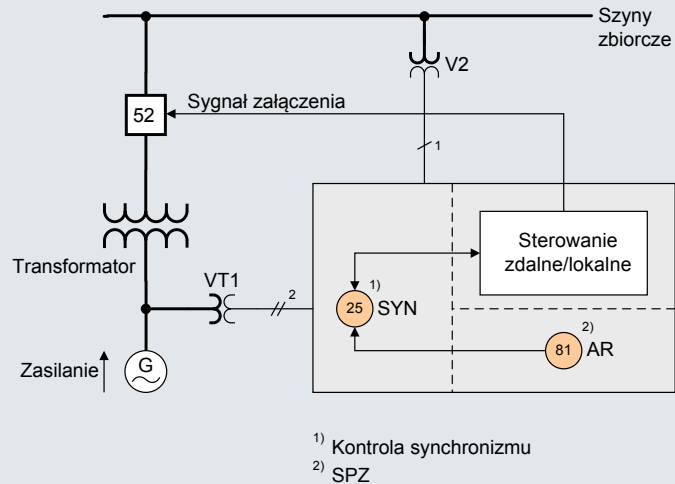 Szyny
zbiorcze
V2
52
Sygnał załączenia
1
Transformator
VT1
2
Sterowanie
zdalne/lokalne
1)
25 SYN
2)
81 AR
Zasilanie
G
1) Kontrola synchronizmu
2) SPZ